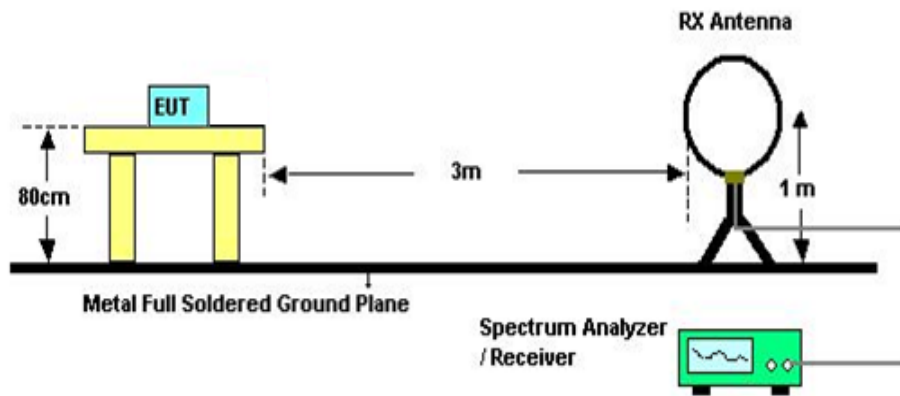 RX Antenna
EUT
80cm
3m
1 m
Metal Full Soldered Ground Plane
Spectrum Analyzer
/ Receiver